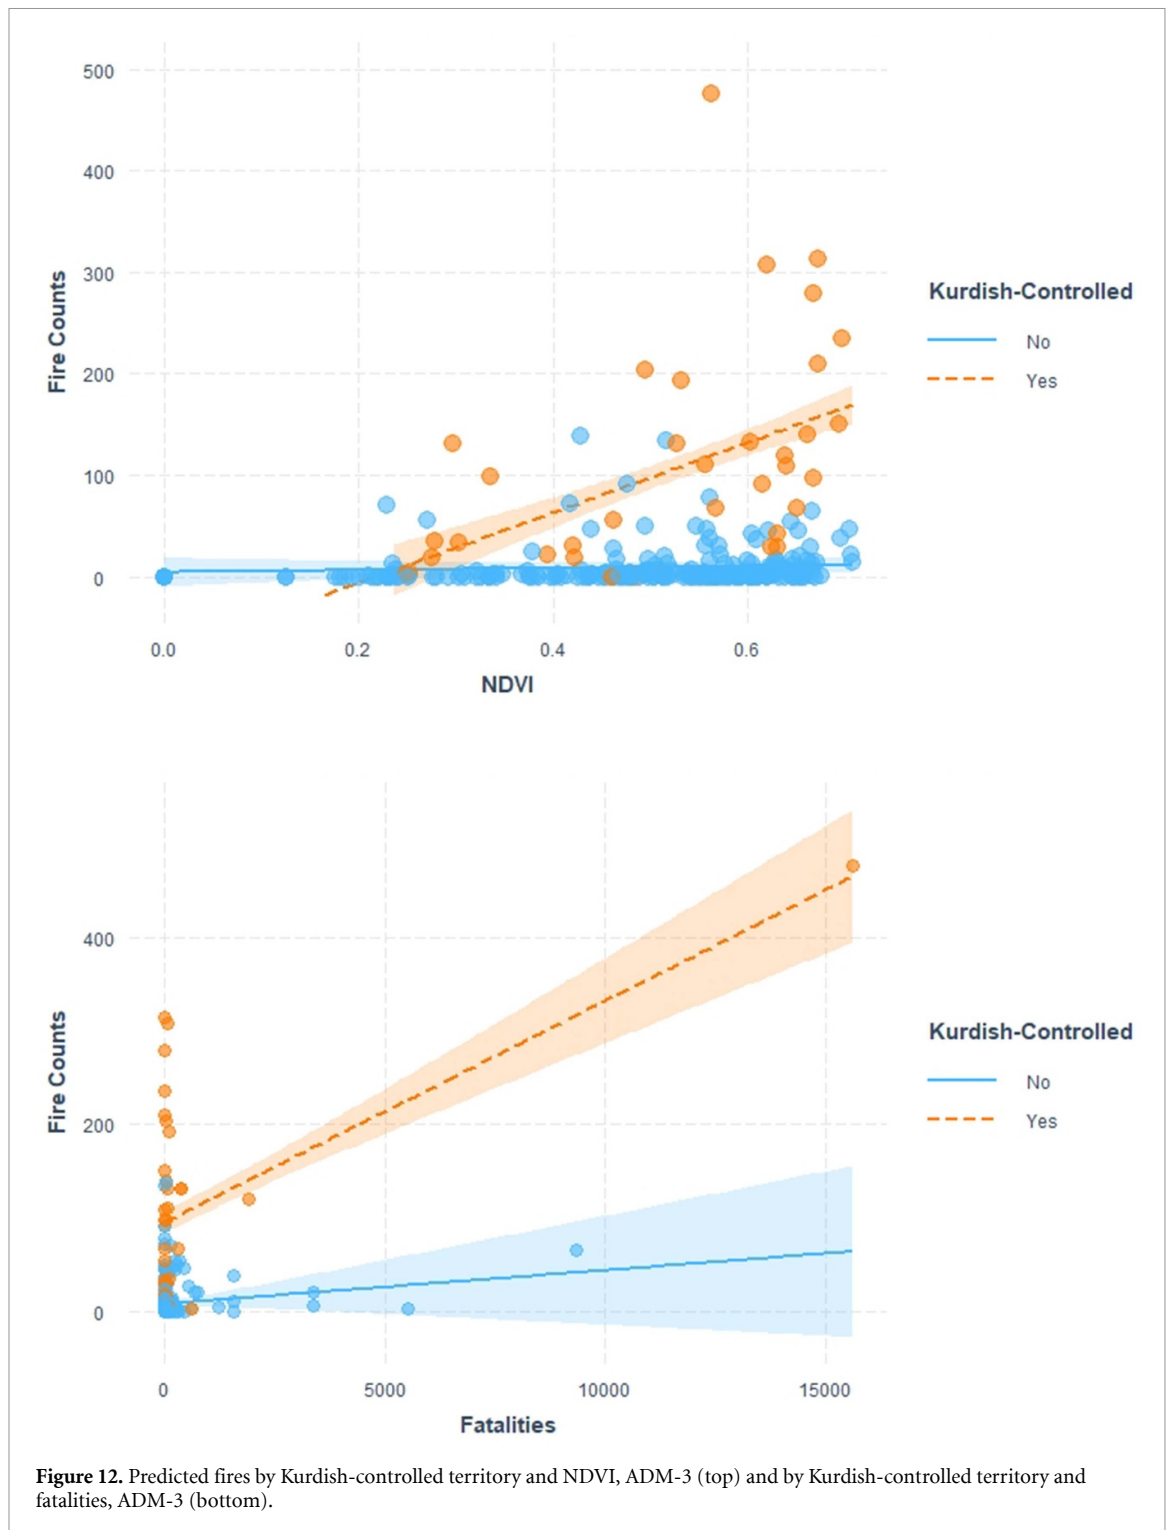 500
400
300
200
100
0
Fire Counts
0.0 0.2 0.4 0.6
NDVI
Kurdish-Controlled
No
Yes
400
200
0
Fire Counts
0 5000 10000 15000
Fatalities
Kurdish-Controlled
No
Yes
Figure 12. Predicted fires by Kurdish-controlled territory and NDVI, ADM-3 (top) and by Kurdish-controlled territory and
fatalities, ADM-3 (bottom).